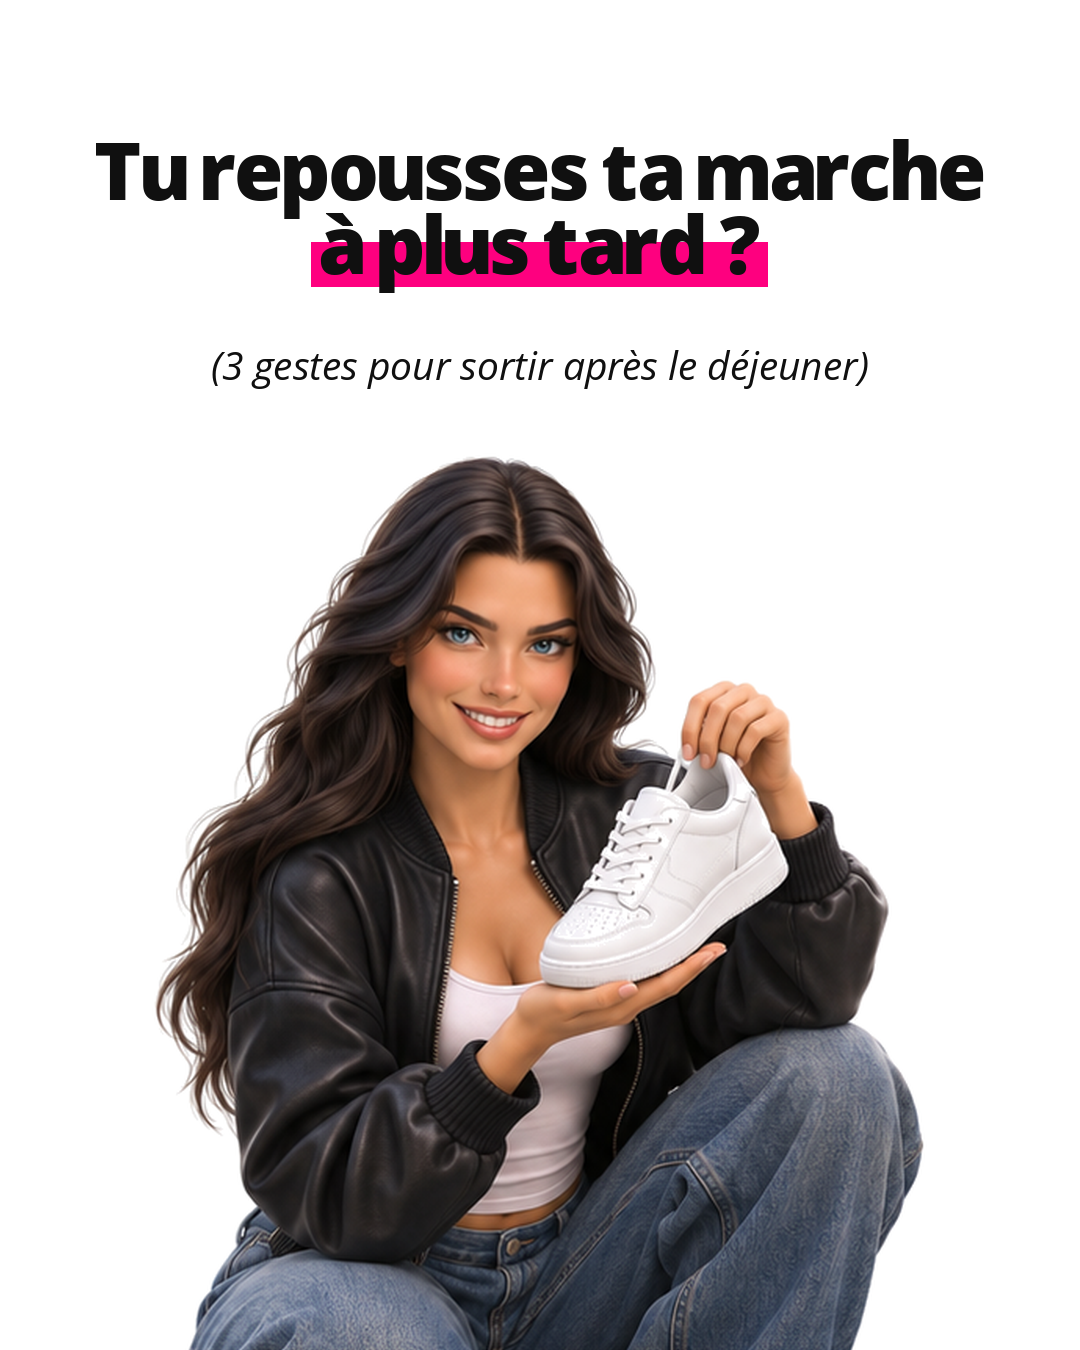 Tu repousses ta marche
à plus tard ?
(3 gestes pour sortir après le déjeuner)